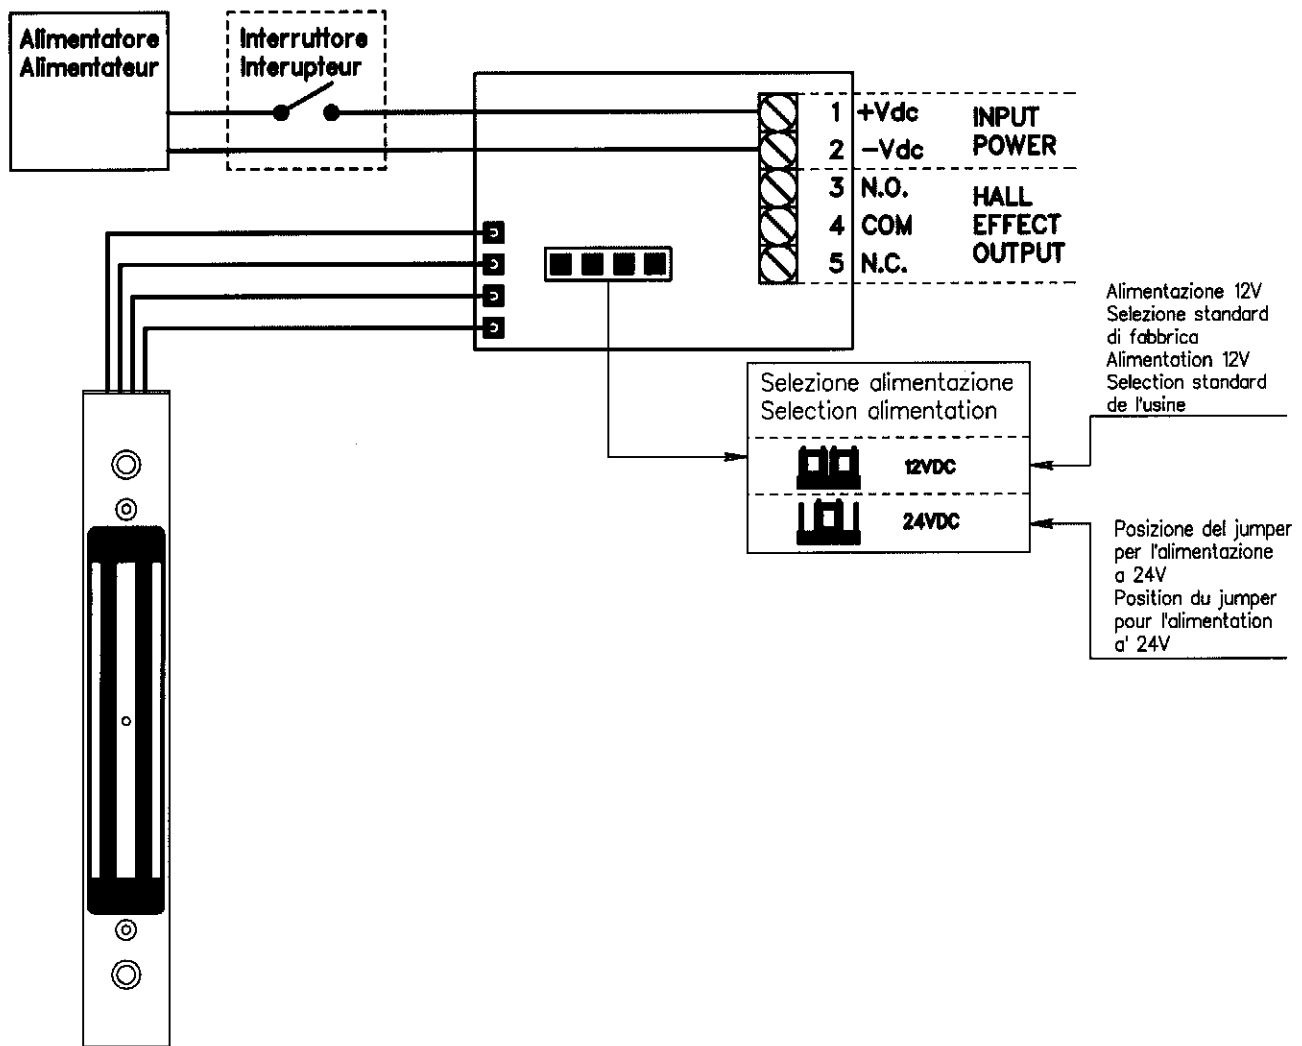 Alimentatore
Alimentateur
Interruttore
Interupteur
1 +Vdc
2 -Vdc
INPUT
POWER
3 N.O.
4 COM
5 N.C.
HALL
EFFECT
OUTPUT
Alimentazione 12V
Selezione standard
di fabbrica
Alimentation 12V
Selection standard
de l'usine
Selezione alimentazione
Selection alimentation
12VDC
24VDC
Posizione del jumper
per l'alimentazione
a 24V
Position du jumper
pour l'alimentation
a' 24V